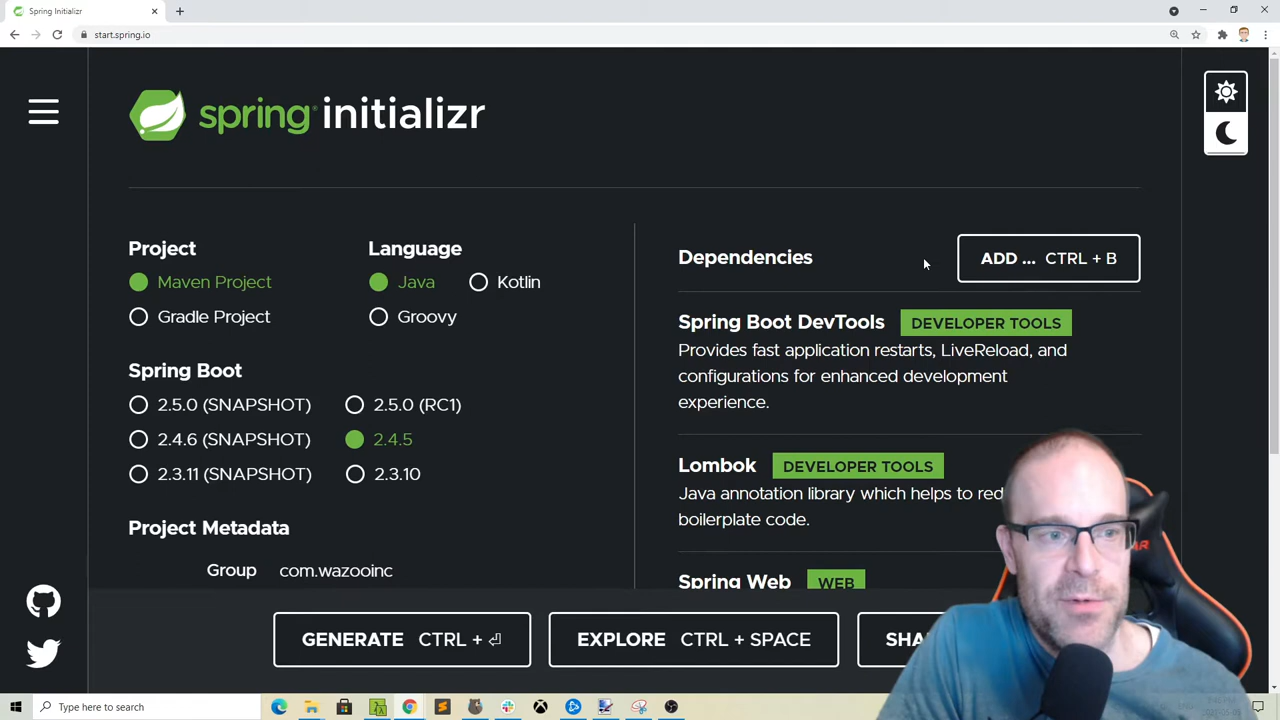 Spring Initializr
start.spring.io
spring initializr
Project
Maven Project
Gradle Project
Language
Java
Kotlin
Groovy
Spring Boot
2.5.0 (SNAPSHOT)
2.5.0 (RC1)
2.4.6 (SNAPSHOT)
2.4.5
2.3.11 (SNAPSHOT)
2.3.10
Project Metadata
Group com.wazooinc
Dependencies
ADD ... CTRL + B
Spring Boot DevTools DEVELOPER TOOLS
Provides fast application restarts, LiveReload, and
configurations for enhanced development
experience.
Lombok DEVELOPER TOOLS
Java annotation library which helps to
boilerplate code.
Spring Web WEB
GENERATE CTRL + ⏎
EXPLORE CTRL + SPACE
Type here to search